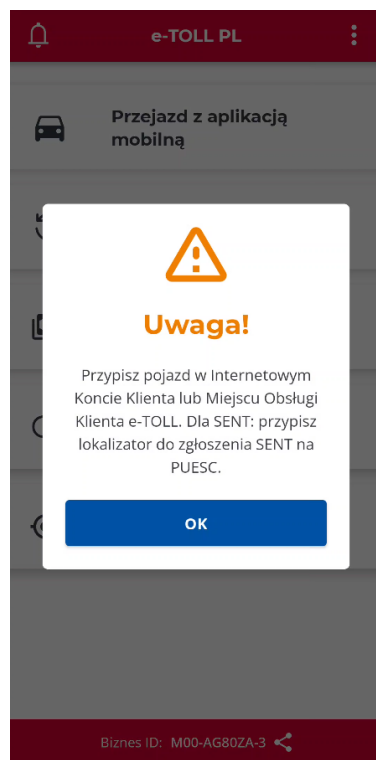 e-TOLL PL
Przejazd z aplikacją
mobilną
Uwaga!
Przypisz pojazd w Internetowym
Koncie Klienta lub Miejscu Obsługi
Klienta e-TOLL. Dla SENT: przypisz
lokalizator do zgłoszenia SENT na
PUESC.
OK
Biznes ID: M00-AG80ZA-3